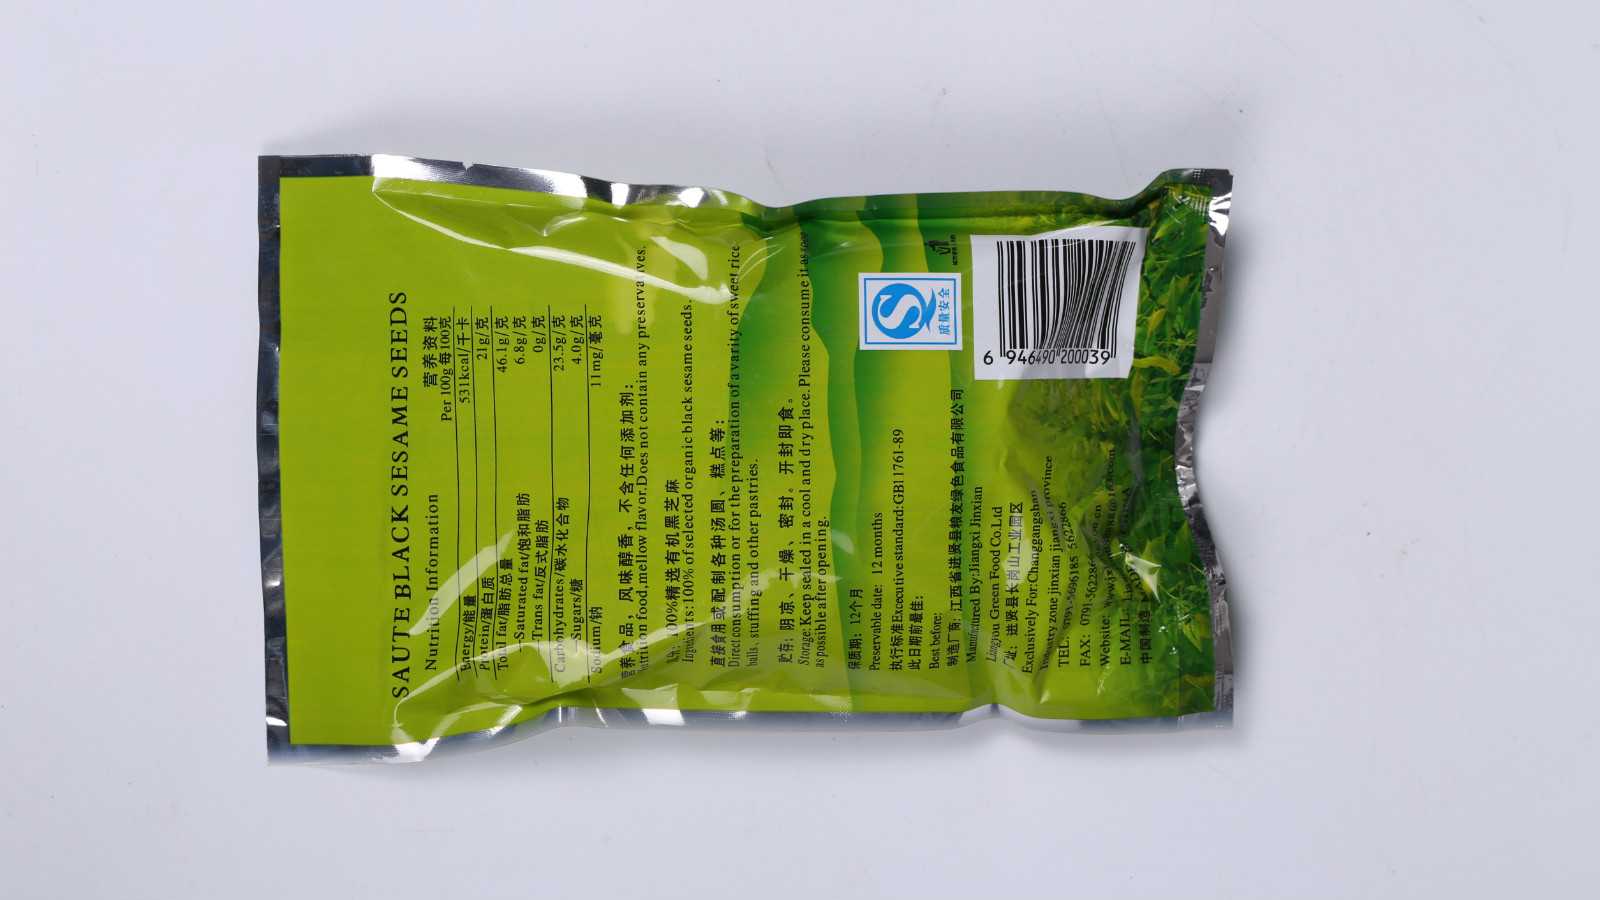 SAUTE BLACK SESAME SEEDS
Nutrition Information 营养资料
Per 100g 每100克
Energy/能量 531kcal/千卡
Protein/蛋白质 21g/克
Total fat/脂肪总量 46.1g/克
—Saturated fat/饱和脂肪 6.8g/克
—Trans fat/反式脂肪 0g/克
Carbohydrates/碳水化合物 23.5g/克
—Sugars/糖 4.0g/克
Sodium/钠 11mg/毫克
营养食品，风味醇香，不含任何添加剂：
Nutrition food,mellow flavor.Does not contain any preservatives.
100%精选有机黑芝麻
Ingredients:100% of selected organic black sesame seeds.
直接食用或配制各种汤圆、糕点等：
Direct consumption or for the preparation of a varity of sweet rice
balls, stuffing and other pastries.
贮存：阴凉、干燥、密封。开封即食。
Storage: Keep sealed in a cool and dry place. Please consume it as soon
as possible after opening.
保质期：12个月
Preservable date: 12 months
执行标准Excecutive standard:GB11761-89
此日期前最佳：
Best before:
制造厂商：江西省进贤县粮友绿色食品有限公司
Manufactured By:Jiangxi Jinxian
Liangyou Green Food Co.Ltd
址：进贤县长岗山工业园区
Exclusively For:Changgangshan
zone jinxian jiangxi province
TEL: 0791-5696185 5622866
FAX: 0791-562286
Website:
E-MAIL:
中国制造
质量安全
6 946490 200039